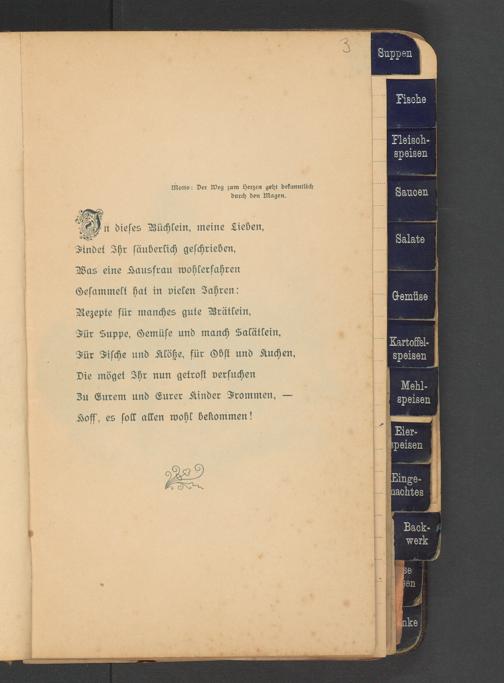 3
Suppen
Fische
Fleisch-
speisen
Saucen
Salate
Gemüse
Kartoffel-
speisen
Mehl-
speisen
Eier-
speisen
Einge-
machtes
Back-
werk
se
en
nke
Motto: Der Weg zum Herzen geht bekanntlich
durch den Magen.
In dieses Büchlein, meine Lieben,
Findet Ihr säuberlich geschrieben,
Was eine Hausfrau wohlerfahren
Gesammelt hat in vielen Jahren:
Rezepte für manches gute Brätlein,
Für Suppe, Gemüse und manch Salätlein,
Für Fische und Klöße, für Obst und Kuchen,
Die möget Ihr nun getrost versuchen
Zu Eurem und Eurer Kinder Frommen, —
Hoff, es soll allen wohl bekommen!